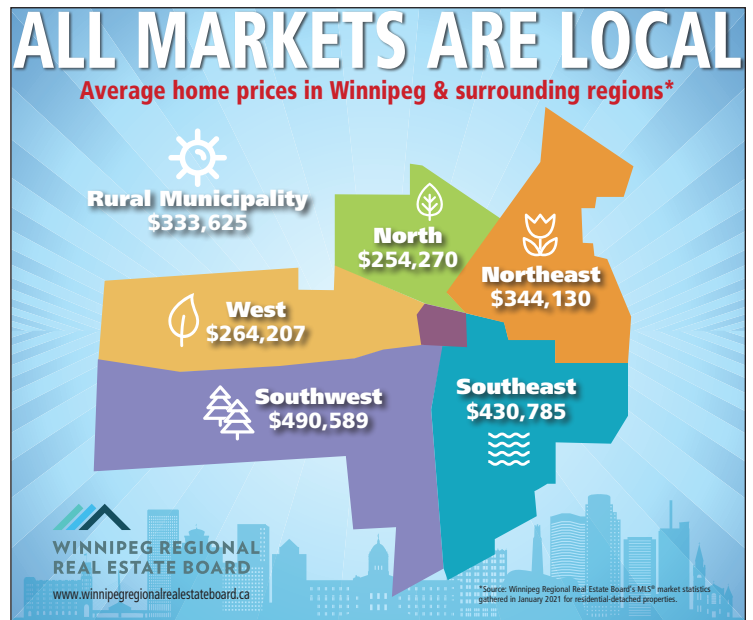 ALL MARKETS ARE LOCAL
Average home prices in Winnipeg & surrounding regions*
Rural Municipality
$333,625
North
$254,270
Northeast
$344,130
West
$264,207
Southwest
$490,589
Southeast
$430,785
WINNIPEG REGIONAL
REAL ESTATE BOARD
www.winnipegregionalrealestateboard.ca
*Source: Winnipeg Regional Real Estate Board's MLS® market statistics
gathered in January 2021 for residential-detached properties.